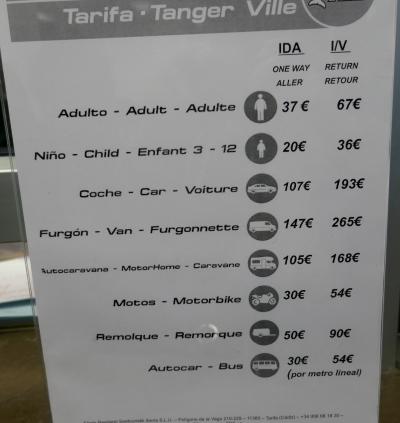 Tarifa · Tanger Ville
IDA I/V
ONE WAY RETURN
ALLER RETOUR
Adulto - Adult - Adulte 37 € 67€
Niño - Child - Enfant 3 - 12 20€ 36€
Coche - Car - Voiture 107€ 193€
Furgón - Van - Furgonnette 147€ 265€
Autocaravana - MotorHome - Caravane 105€ 168€
Motos - Motorbike 30€ 54€
Remolque - Remorque 50€ 90€
Autocar - Bus 30€ 54€
(por metro lineal)